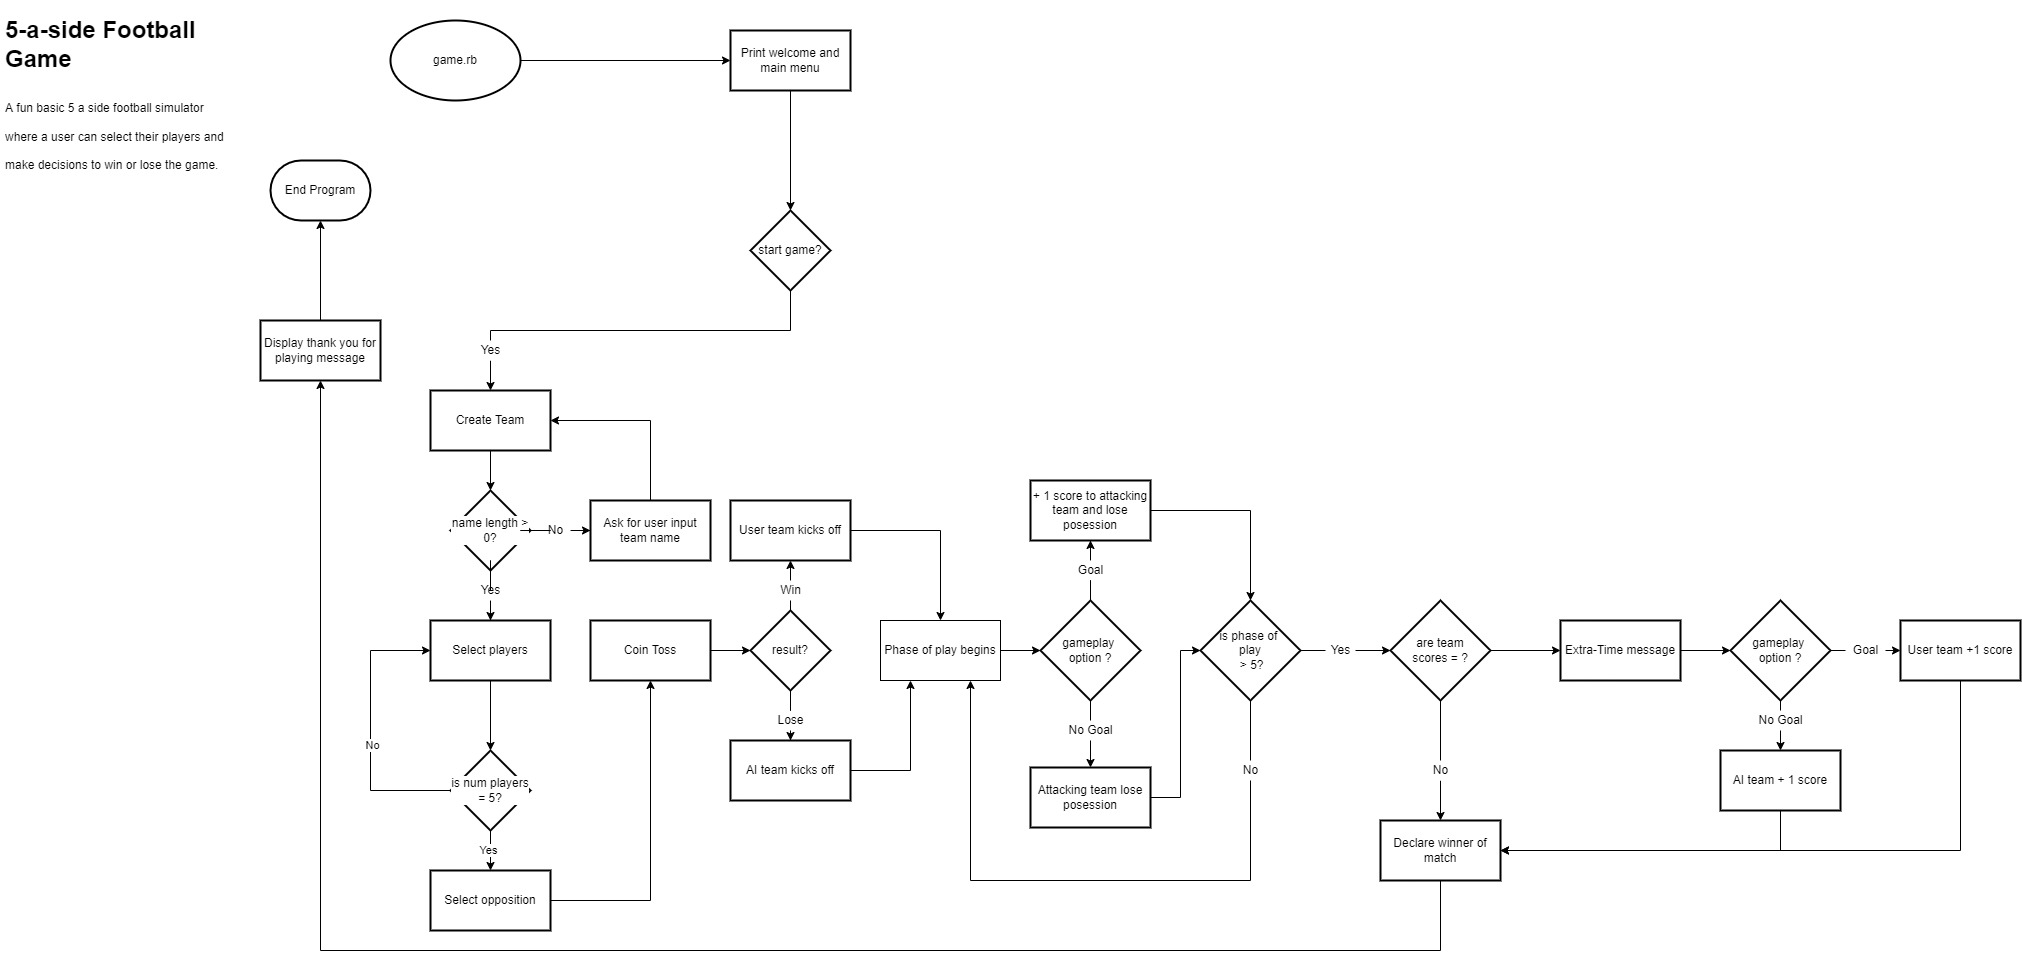 5-a-side Football
Game
A fun basic 5 a side football simulator
where a user can select their players and
make decisions to win or lose the game.
game.rb
Print welcome and
main menu
End Program
start game?
Display thank you for
playing message
Yes
Create Team
name length >
0?
No
Ask for user input
team name
Yes
Select players
No
is num players
= 5?
Yes
Select opposition
Coin Toss
result?
Win
User team kicks off
Lose
AI team kicks off
Phase of play begins
gameplay
option ?
Goal
+ 1 score to attacking
team and lose
posession
No Goal
Attacking team lose
posession
is phase of
play
> 5?
No
Yes
are team
scores = ?
No
Declare winner of
match
Extra-Time message
gameplay
option ?
Goal
User team +1 score
No Goal
AI team + 1 score